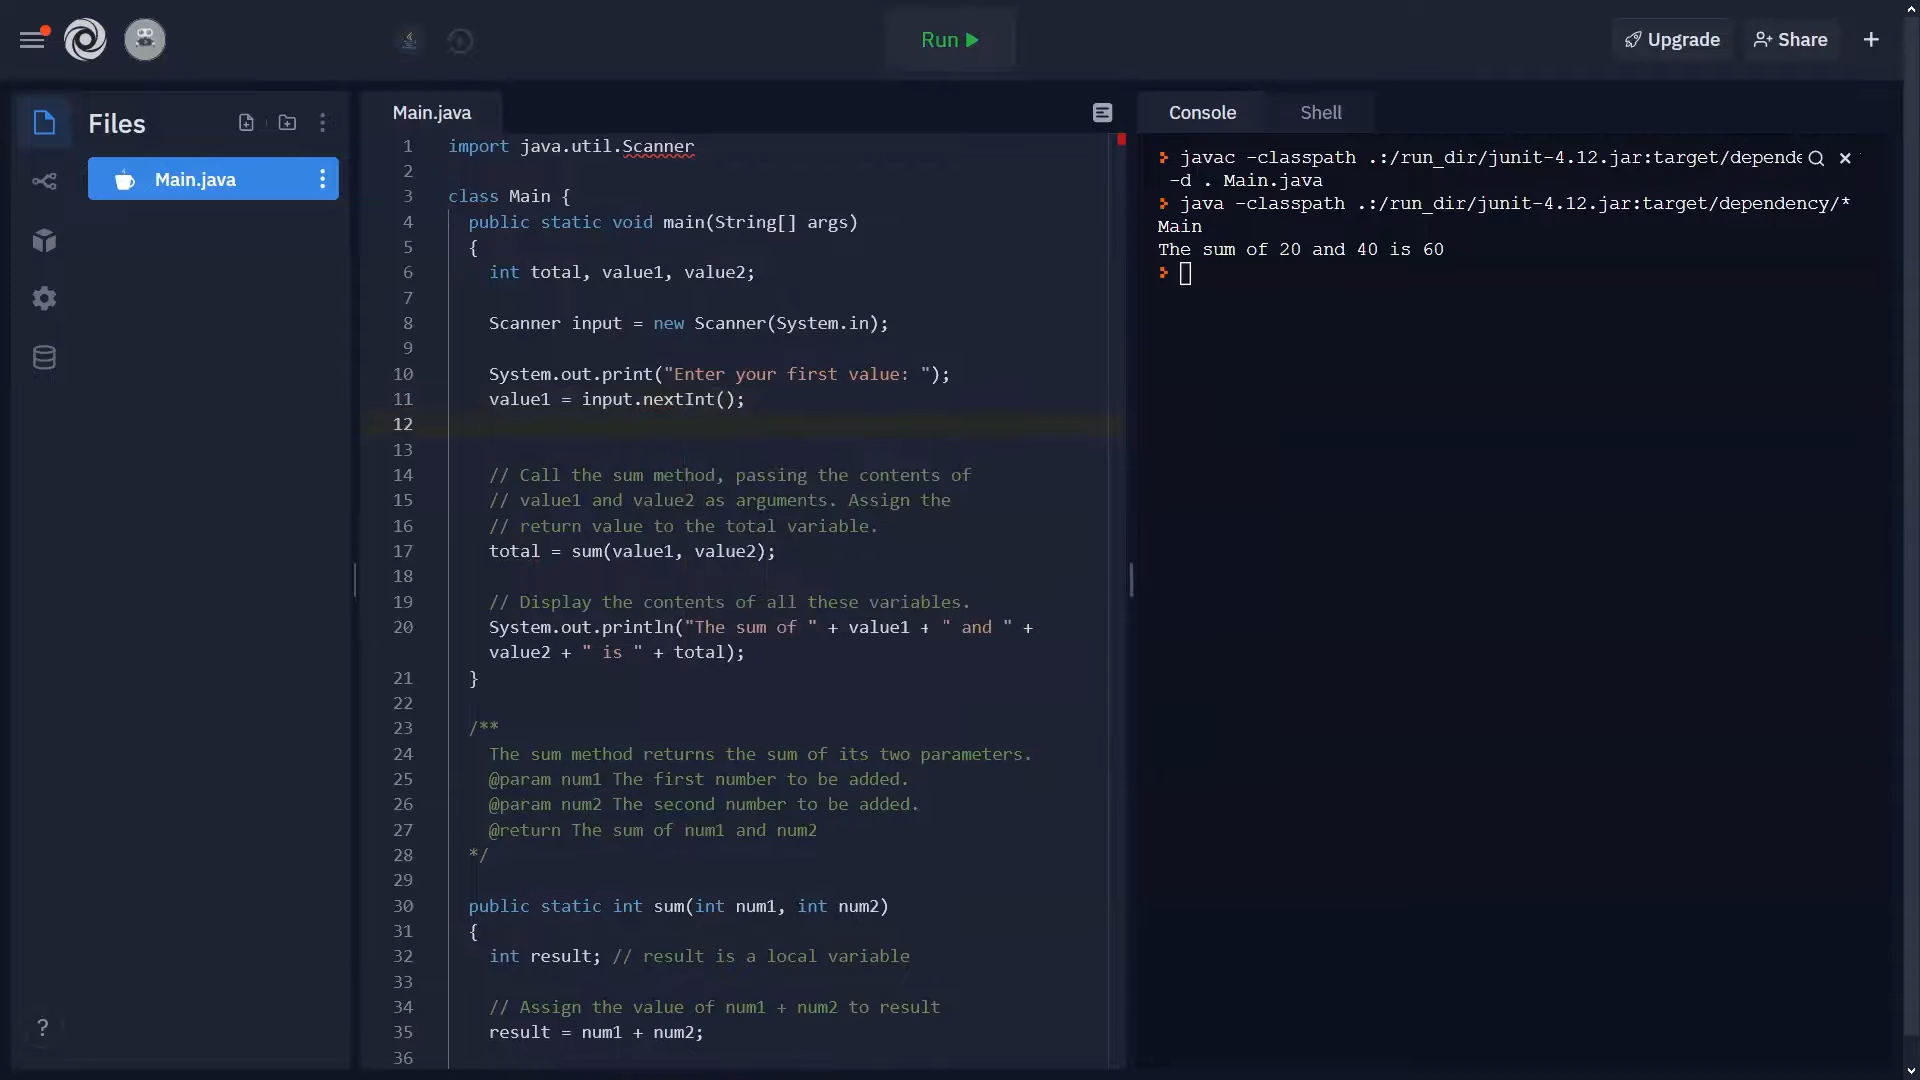 Run
Upgrade
Share
+
Files
Main.java
Main.java
1 import java.util.Scanner
2
3 class Main {
4 public static void main(String[] args)
5 {
6 int total, value1, value2;
7
8 Scanner input = new Scanner(System.in);
9
10 System.out.print("Enter your first value: ");
11 value1 = input.nextInt();
12
13
14 // Call the sum method, passing the contents of
15 // value1 and value2 as arguments. Assign the
16 // return value to the total variable.
17 total = sum(value1, value2);
18
19 // Display the contents of all these variables.
20 System.out.println("The sum of " + value1 + " and " +
value2 + " is " + total);
21 }
22
23 /**
24 The sum method returns the sum of its two parameters.
25 @param num1 The first number to be added.
26 @param num2 The second number to be added.
27 @return The sum of num1 and num2
28 */
29
30 public static int sum(int num1, int num2)
31 {
32 int result; // result is a local variable
33
34 // Assign the value of num1 + num2 to result
35 result = num1 + num2;
36
Console
Shell
javac -classpath .:/run_dir/junit-4.12.jar:target/depende
-d . Main.java
java -classpath .:/run_dir/junit-4.12.jar:target/dependency/*
Main
The sum of 20 and 40 is 60
?